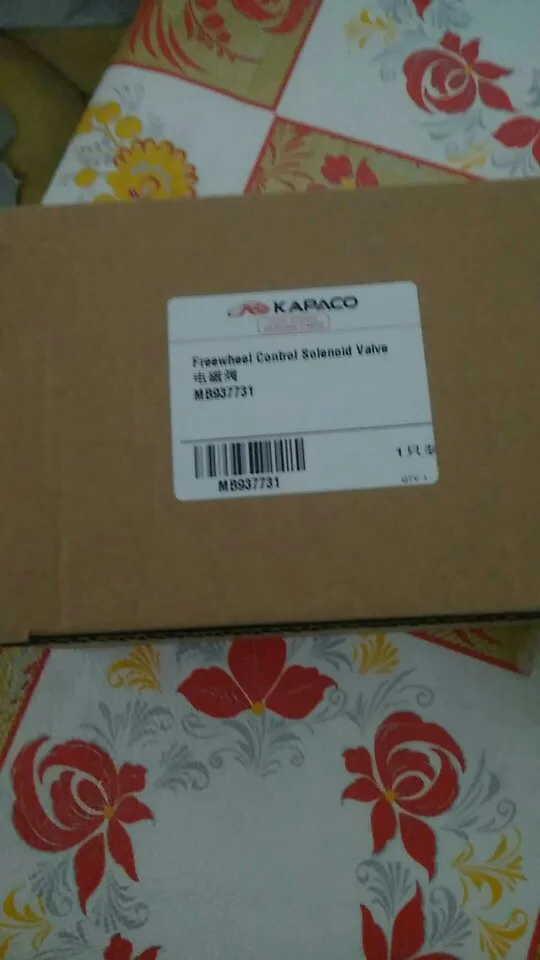 KAPACO
Freewheel Control Solenoid Valve
电磁阀
MB937731
1 只
MB937731